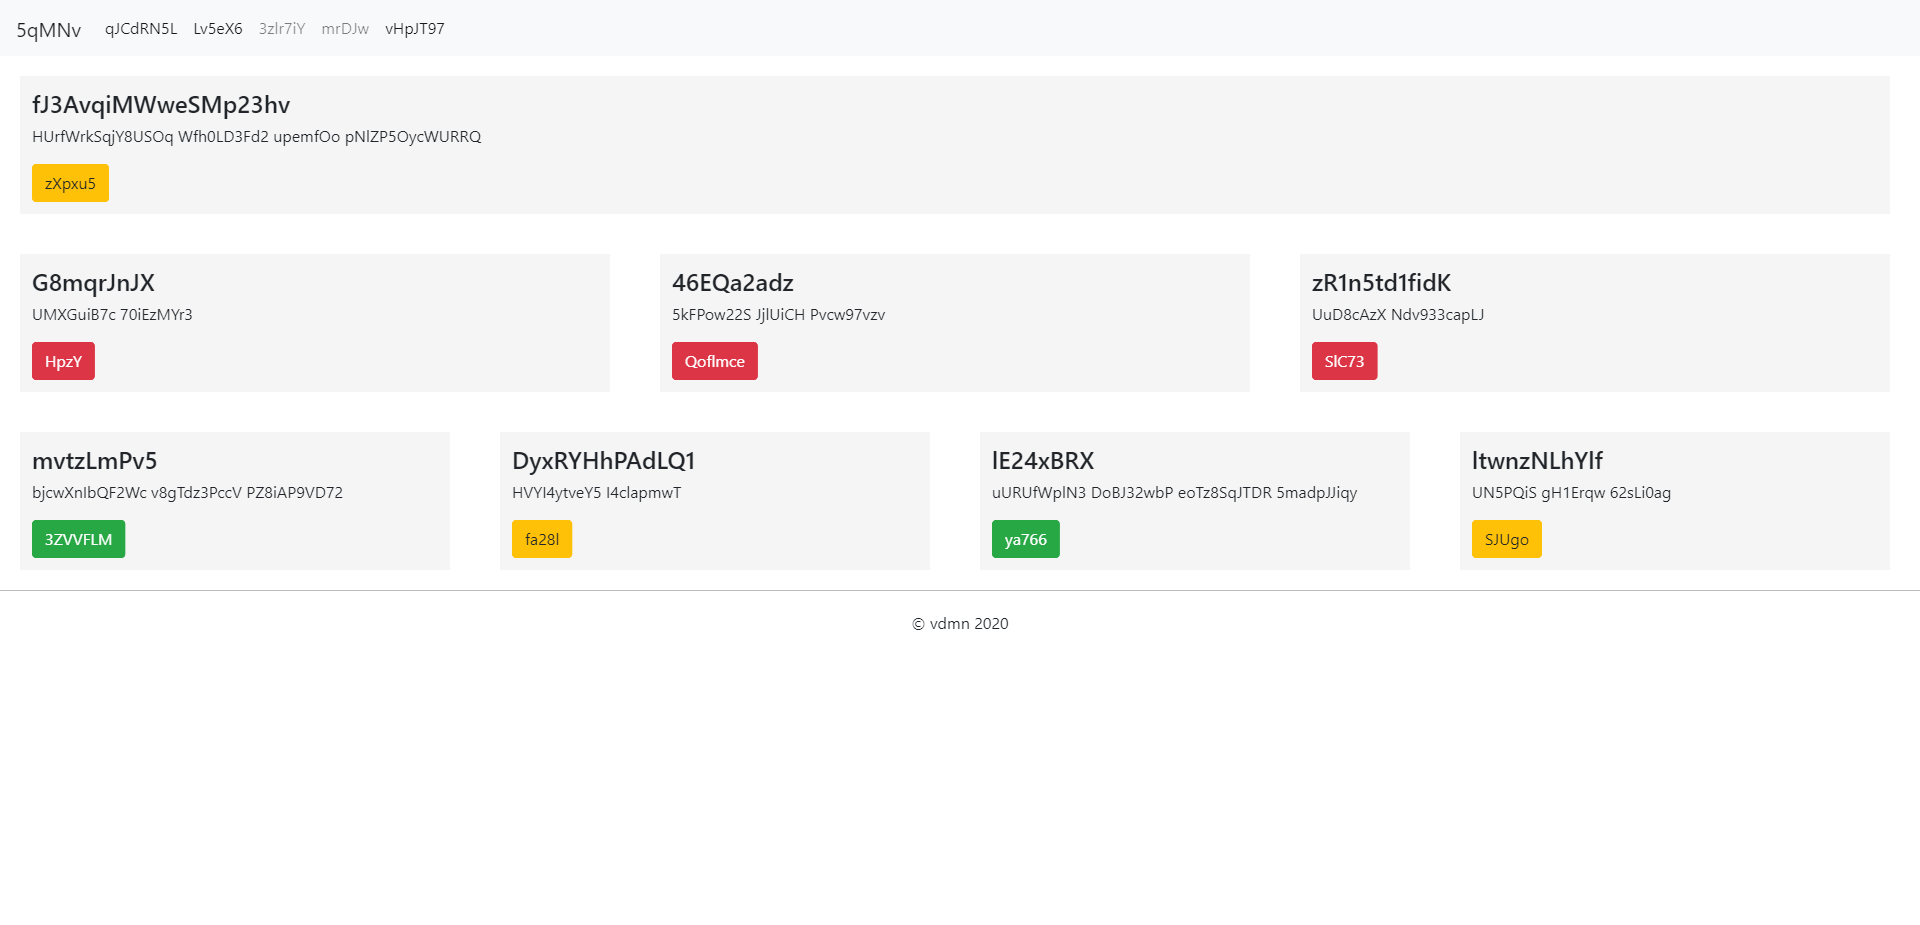 5qMNv qJCdRN5L Lv5eX6 3zlr7iY mrDJw vHpJT97
fJ3AvqiMWweSMp23hv
HUrfWrkSqjY8USOq Wfh0LD3Fd2 upemfOo pNlZP5OycWURRQ
zXpxu5
G8mqrJnJX
UMXGuiB7c 70iEzMYr3
HpzY
46EQa2adz
5kFPow22S JjlUiCH Pvcw97vzv
Qoflmce
zR1n5td1fidK
UuD8cAzX Ndv933capLJ
SlC73
mvtzLmPv5
bjcwXnIbQF2Wc v8gTdz3PccV PZ8iAP9VD72
3ZVVFLM
DyxRYHhPAdLQ1
HVYI4ytveY5 I4clapmwT
fa28l
lE24xBRX
uURUfWplN3 DoBJ32wbP eoTz8SqJTDR 5madpJJiqy
ya766
ltwnzNLhYlf
UN5PQiS gH1Erqw 62sLi0ag
SJUgo
© vdmn 2020